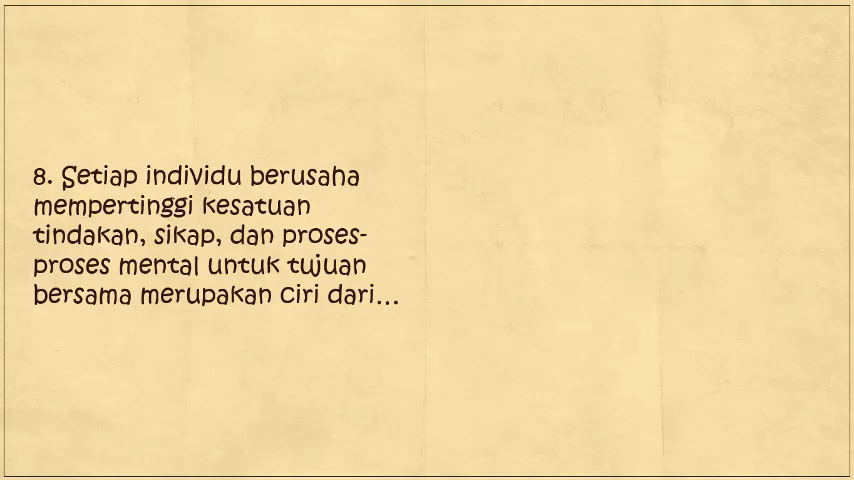 8. Setiap individu berusaha
mempertinggi kesatuan
tindakan, sikap, dan proses-
proses mental untuk tujuan
bersama merupakan ciri dari...